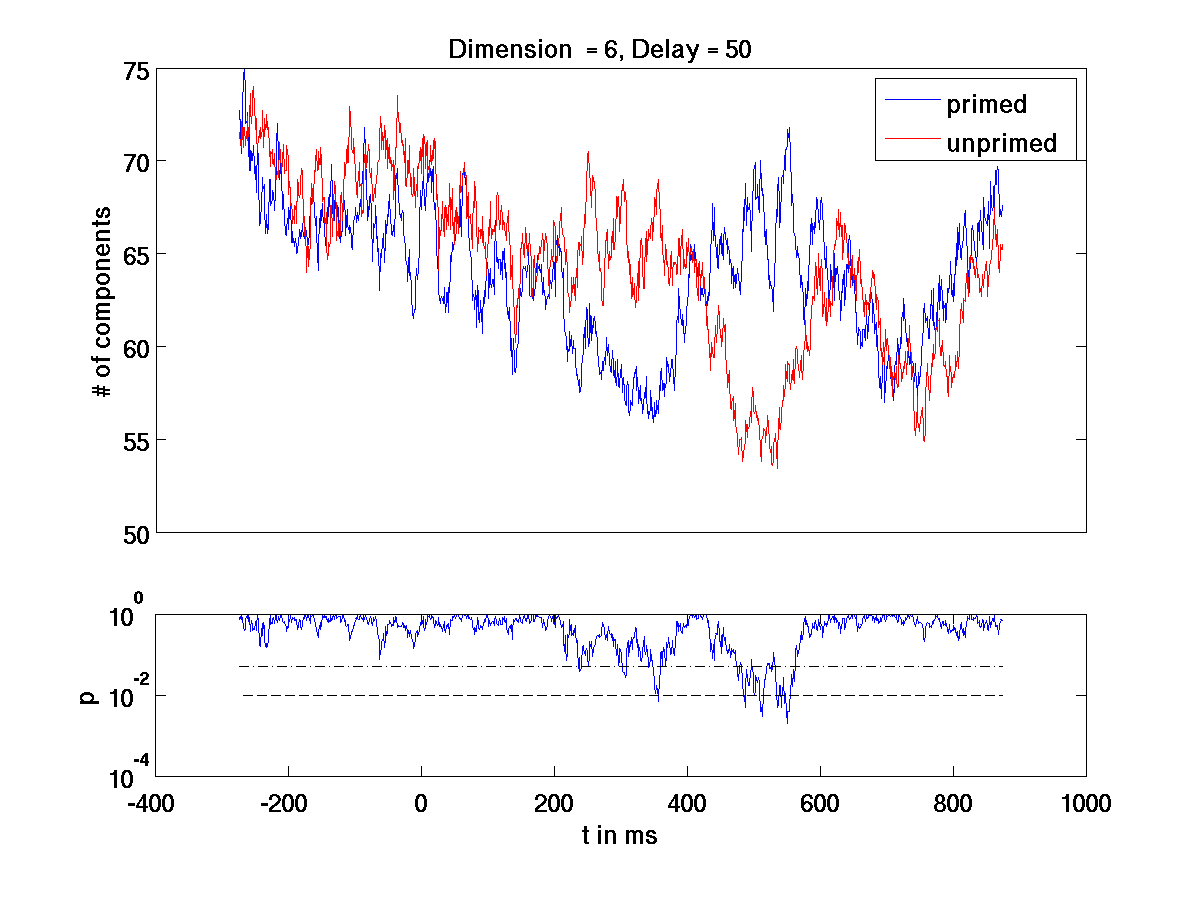 Dimension = 6, Delay = 50
75
70
65
60
55
50
# of components
primed
unprimed
10^0
10^-2
10^-4
p
-400 -200 0 200 400 600 800 1000
t in ms